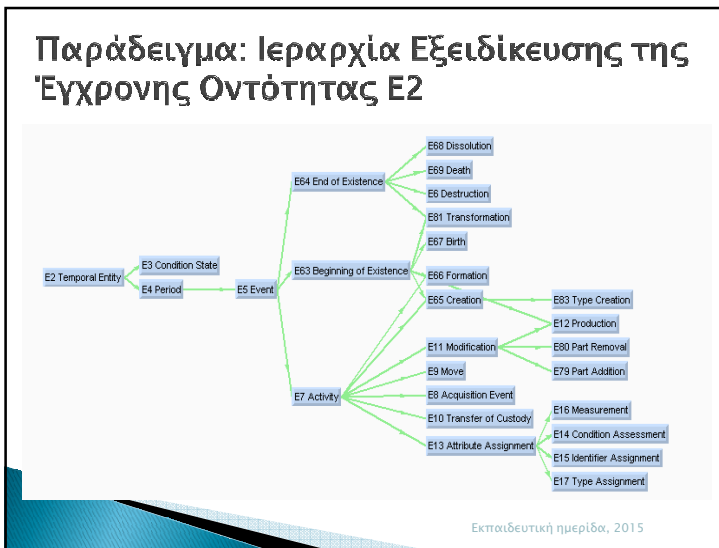 Παράδειγμα: Ιεραρχία Εξειδίκευσης της
Έγχρονης Οντότητας E2
E68 Dissolution
E69 Death
E64 End of Existence
E6 Destruction
E81 Transformation
E67 Birth
E3 Condition State
E63 Beginning of Existence
E66 Formation
E2 Temporal Entity
E4 Period
E5 Event
E65 Creation
E83 Type Creation
E12 Production
E11 Modification
E80 Part Removal
E9 Move
E79 Part Addition
E7 Activity
E8 Acquisition Event
E16 Measurement
E10 Transfer of Custody
E14 Condition Assessment
E13 Attribute Assignment
E15 Identifier Assignment
E17 Type Assignment
Εκπαιδευτική ημερίδα, 2015